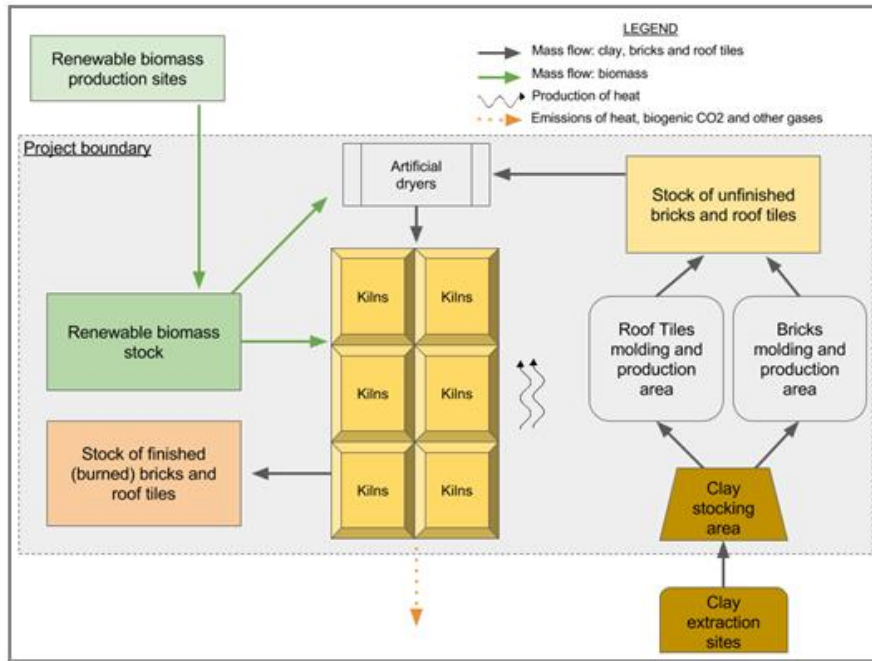 LEGEND
Mass flow: clay, bricks and roof tiles
Mass flow: biomass
Production of heat
Emissions of heat, biogenic CO2 and other gases
Renewable biomass
production sites
Project boundary
Artificial
dryers
Stock of unfinished
bricks and roof tiles
Kilns
Kilns
Renewable biomass
stock
Roof Tiles
molding and
production
area
Bricks
molding and
production
area
Kilns
Kilns
Stock of finished
(burned) bricks and
roof tiles
Kilns
Kilns
Clay
stocking
area
Clay
extraction
sites